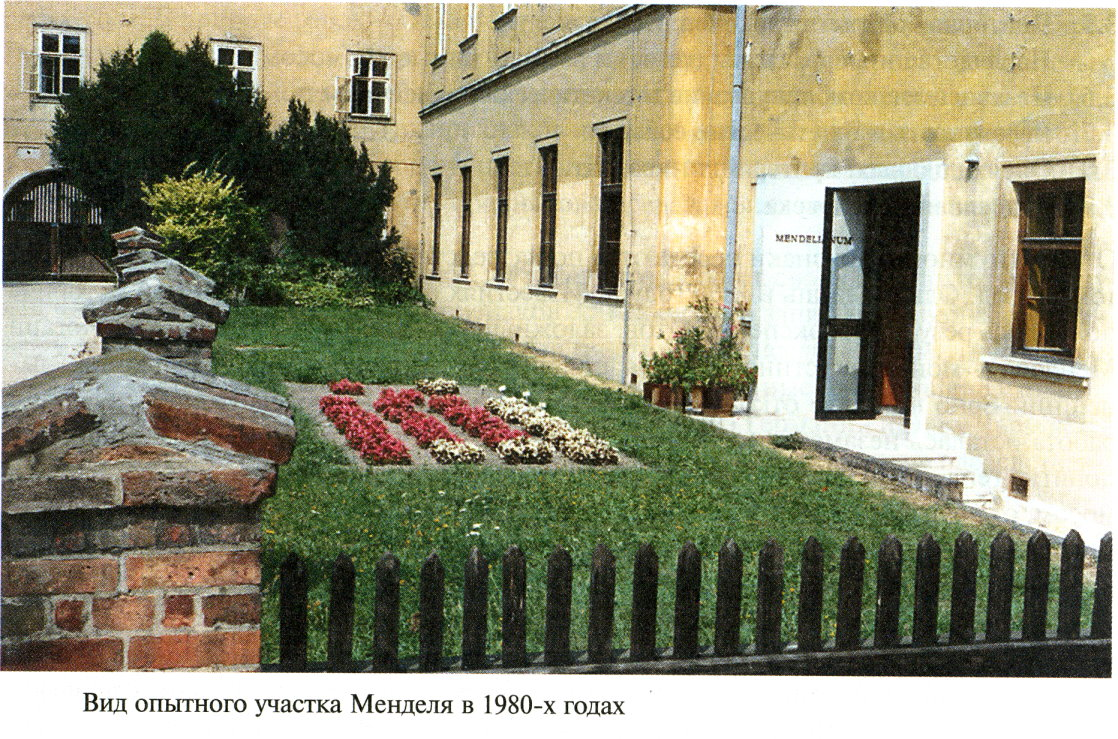 MENDELIANUM
Вид опытного участка Менделя в 1980-х годах